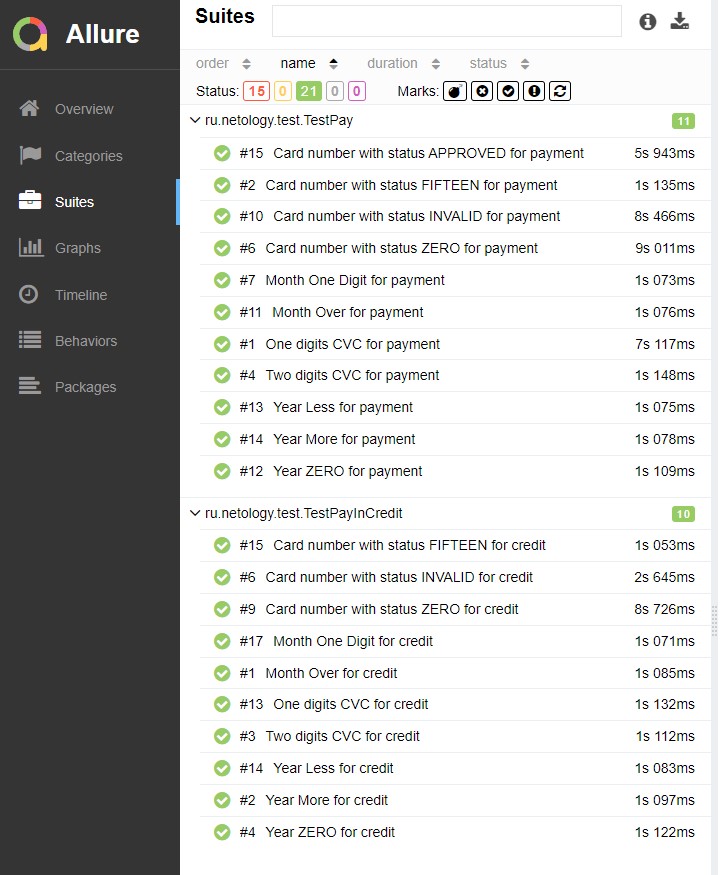 Allure
Overview
Categories
Suites
Graphs
Timeline
Behaviors
Packages
Suites
order name duration status
Status: 15 0 21 0 0 Marks:
ru.netology.test.TestPay 11
#15 Card number with status APPROVED for payment 5s 943ms
#2 Card number with status FIFTEEN for payment 1s 135ms
#10 Card number with status INVALID for payment 8s 466ms
#6 Card number with status ZERO for payment 9s 011ms
#7 Month One Digit for payment 1s 073ms
#11 Month Over for payment 1s 076ms
#1 One digits CVC for payment 7s 117ms
#4 Two digits CVC for payment 1s 148ms
#13 Year Less for payment 1s 075ms
#14 Year More for payment 1s 078ms
#12 Year ZERO for payment 1s 109ms
ru.netology.test.TestPayInCredit 10
#15 Card number with status FIFTEEN for credit 1s 053ms
#6 Card number with status INVALID for credit 2s 645ms
#9 Card number with status ZERO for credit 8s 726ms
#17 Month One Digit for credit 1s 071ms
#1 Month Over for credit 1s 085ms
#13 One digits CVC for credit 1s 132ms
#3 Two digits CVC for credit 1s 112ms
#14 Year Less for credit 1s 083ms
#2 Year More for credit 1s 097ms
#4 Year ZERO for credit 1s 122ms